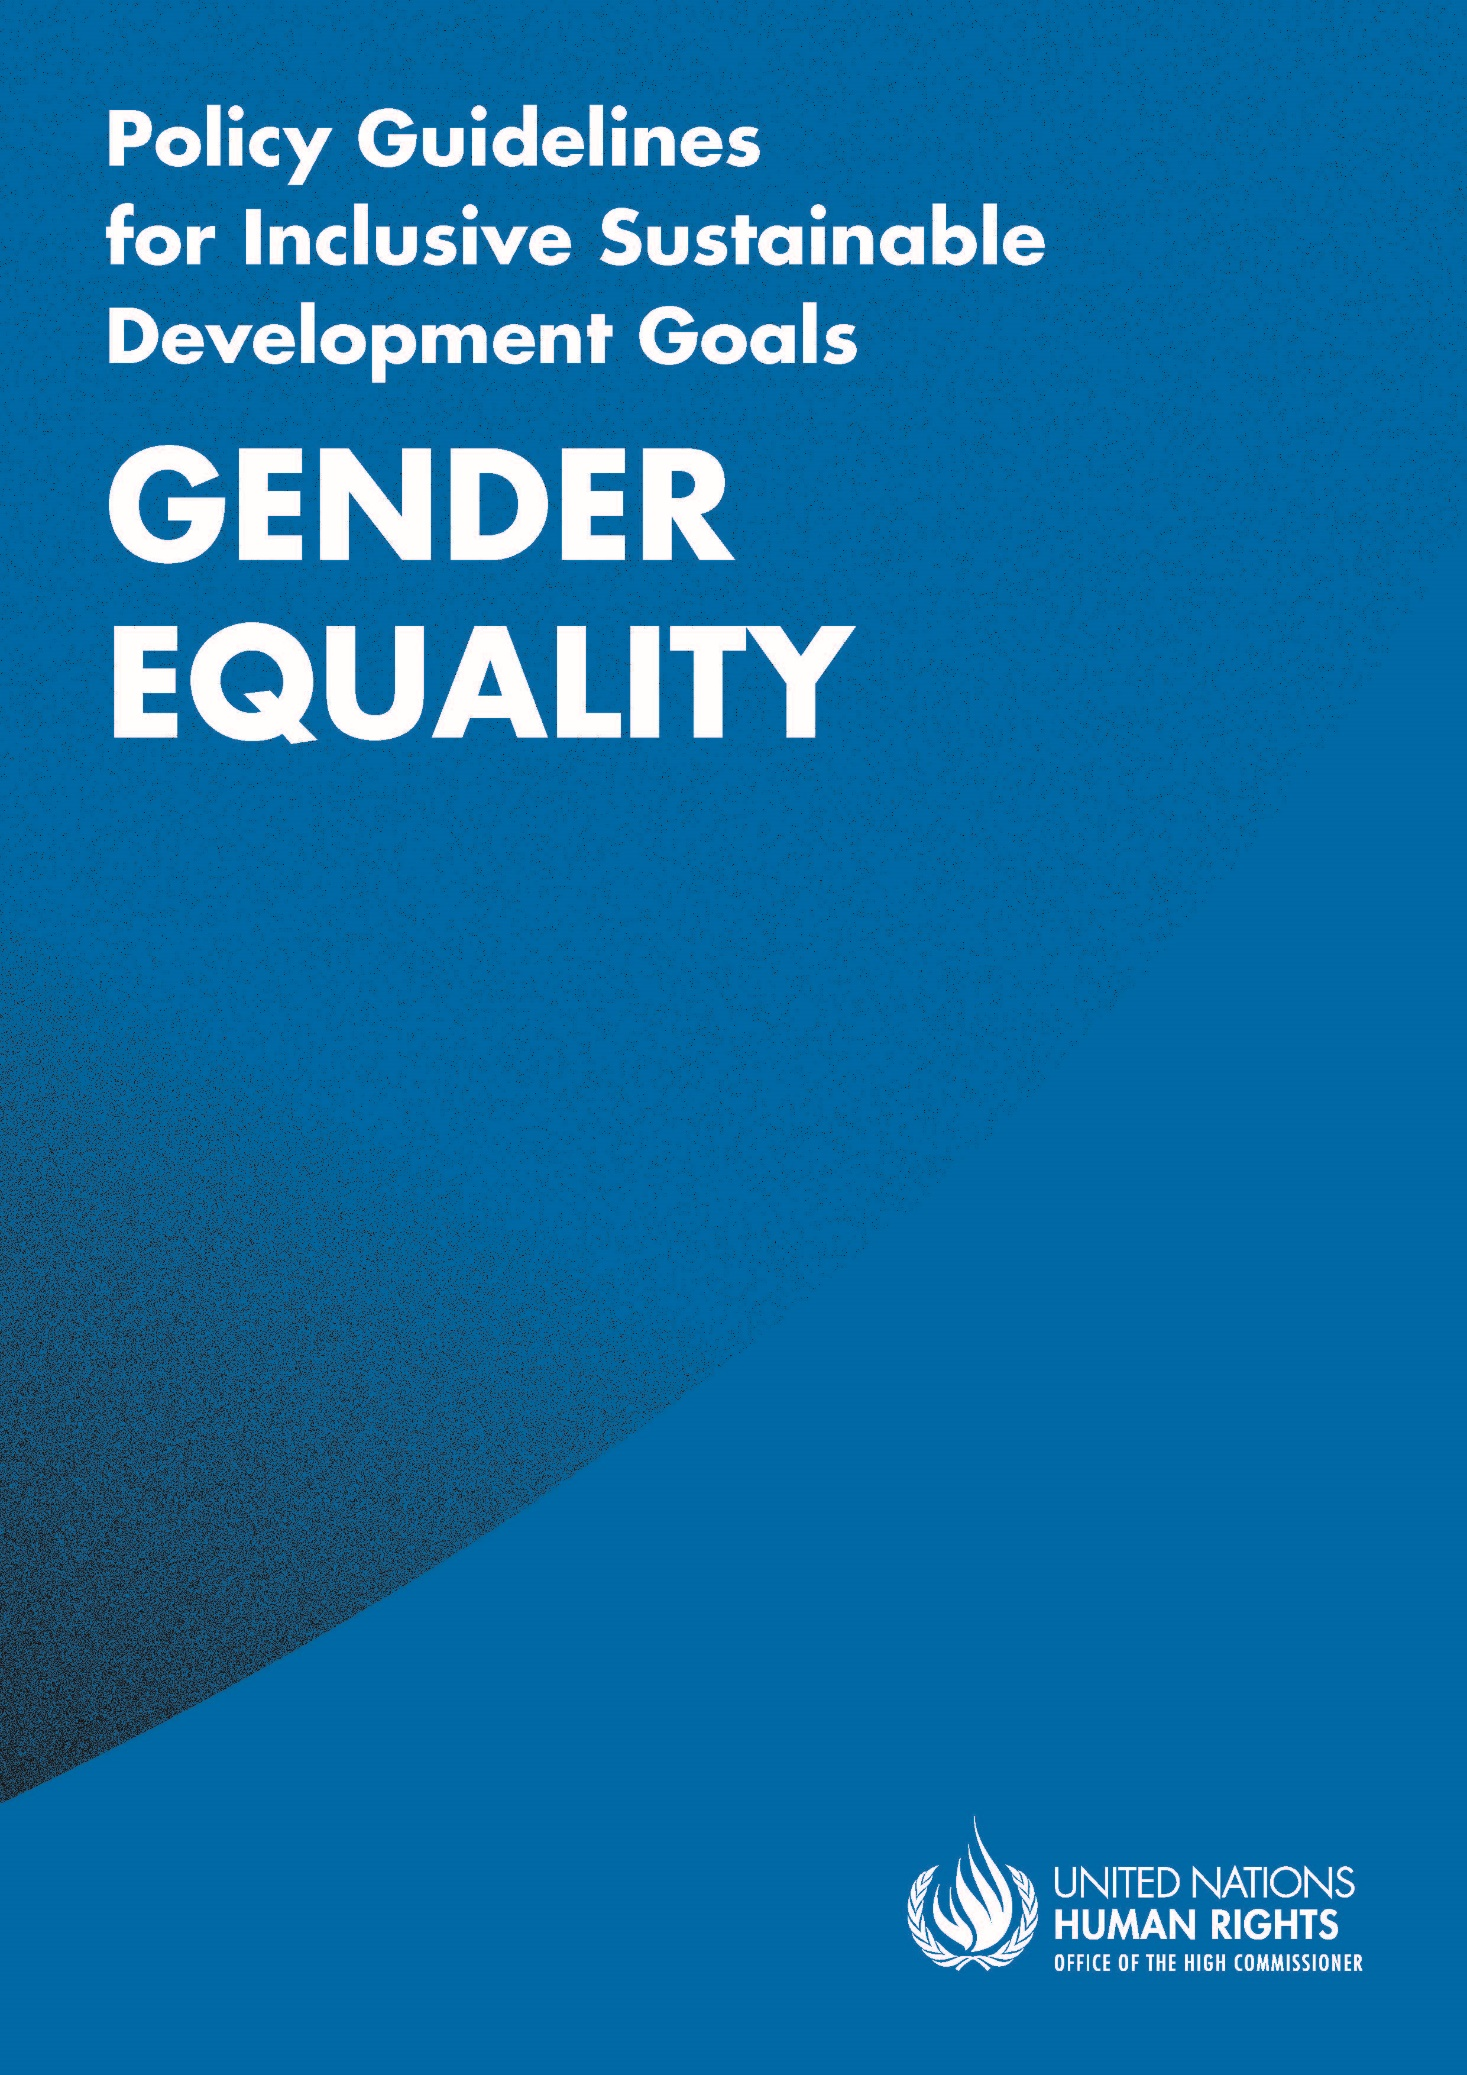 Policy Guidelines
for Inclusive Sustainable
Development Goals
GENDER
EQUALITY
UNITED NATIONS
HUMAN RIGHTS
OFFICE OF THE HIGH COMMISSIONER